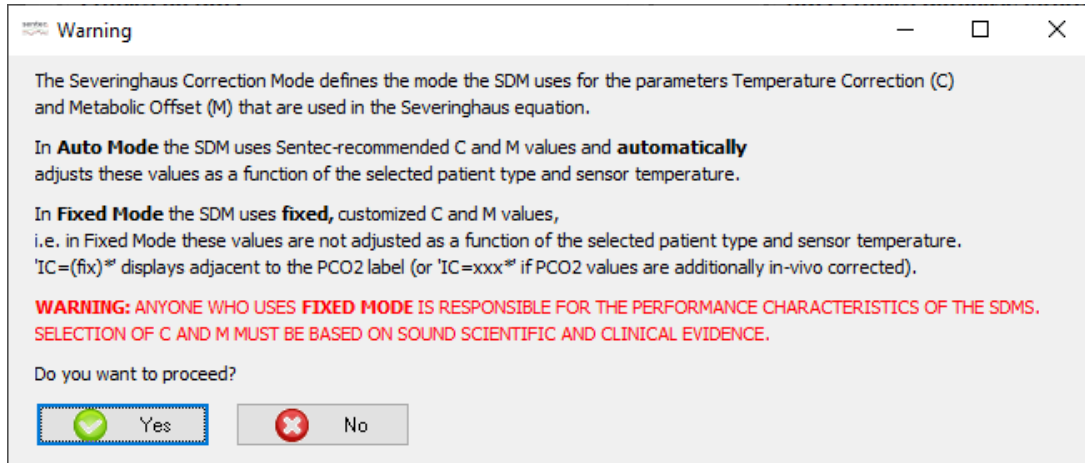 sentec
Warning
The Severinghaus Correction Mode defines the mode the SDM uses for the parameters Temperature Correction (C)
and Metabolic Offset (M) that are used in the Severinghaus equation.
In Auto Mode the SDM uses Sentec-recommended C and M values and automatically
adjusts these values as a function of the selected patient type and sensor temperature.
In Fixed Mode the SDM uses fixed, customized C and M values,
i.e. in Fixed Mode these values are not adjusted as a function of the selected patient type and sensor temperature.
'IC=(fix)*' displays adjacent to the PCO2 label (or 'IC=xxx*' if PCO2 values are additionally in-vivo corrected).
WARNING: ANYONE WHO USES FIXED MODE IS RESPONSIBLE FOR THE PERFORMANCE CHARACTERISTICS OF THE SDMS.
SELECTION OF C AND M MUST BE BASED ON SOUND SCIENTIFIC AND CLINICAL EVIDENCE.
Do you want to proceed?
Yes
No